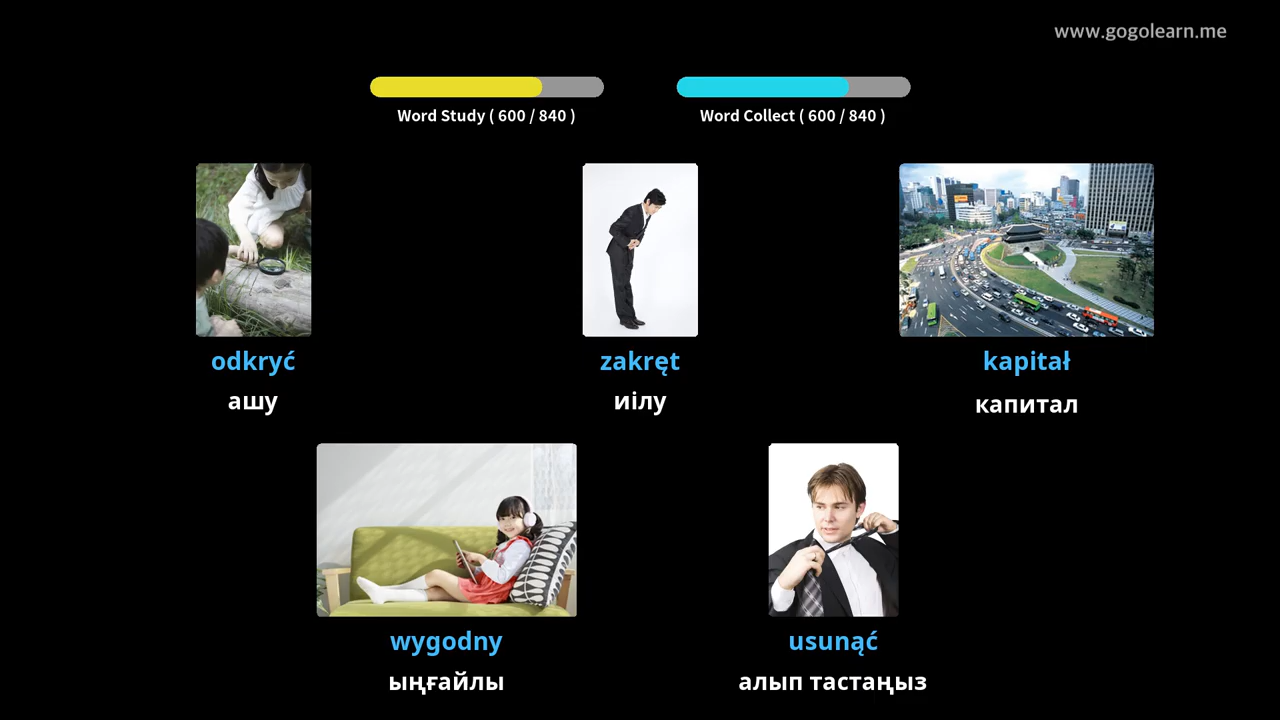 www.gogolearn.me
Word Study ( 600 / 840 )
Word Collect ( 600 / 840 )
odkryć
ашу
zakręt
иілу
kapitał
капитал
wygodny
ыңғайлы
usunąć
алып тастаңыз